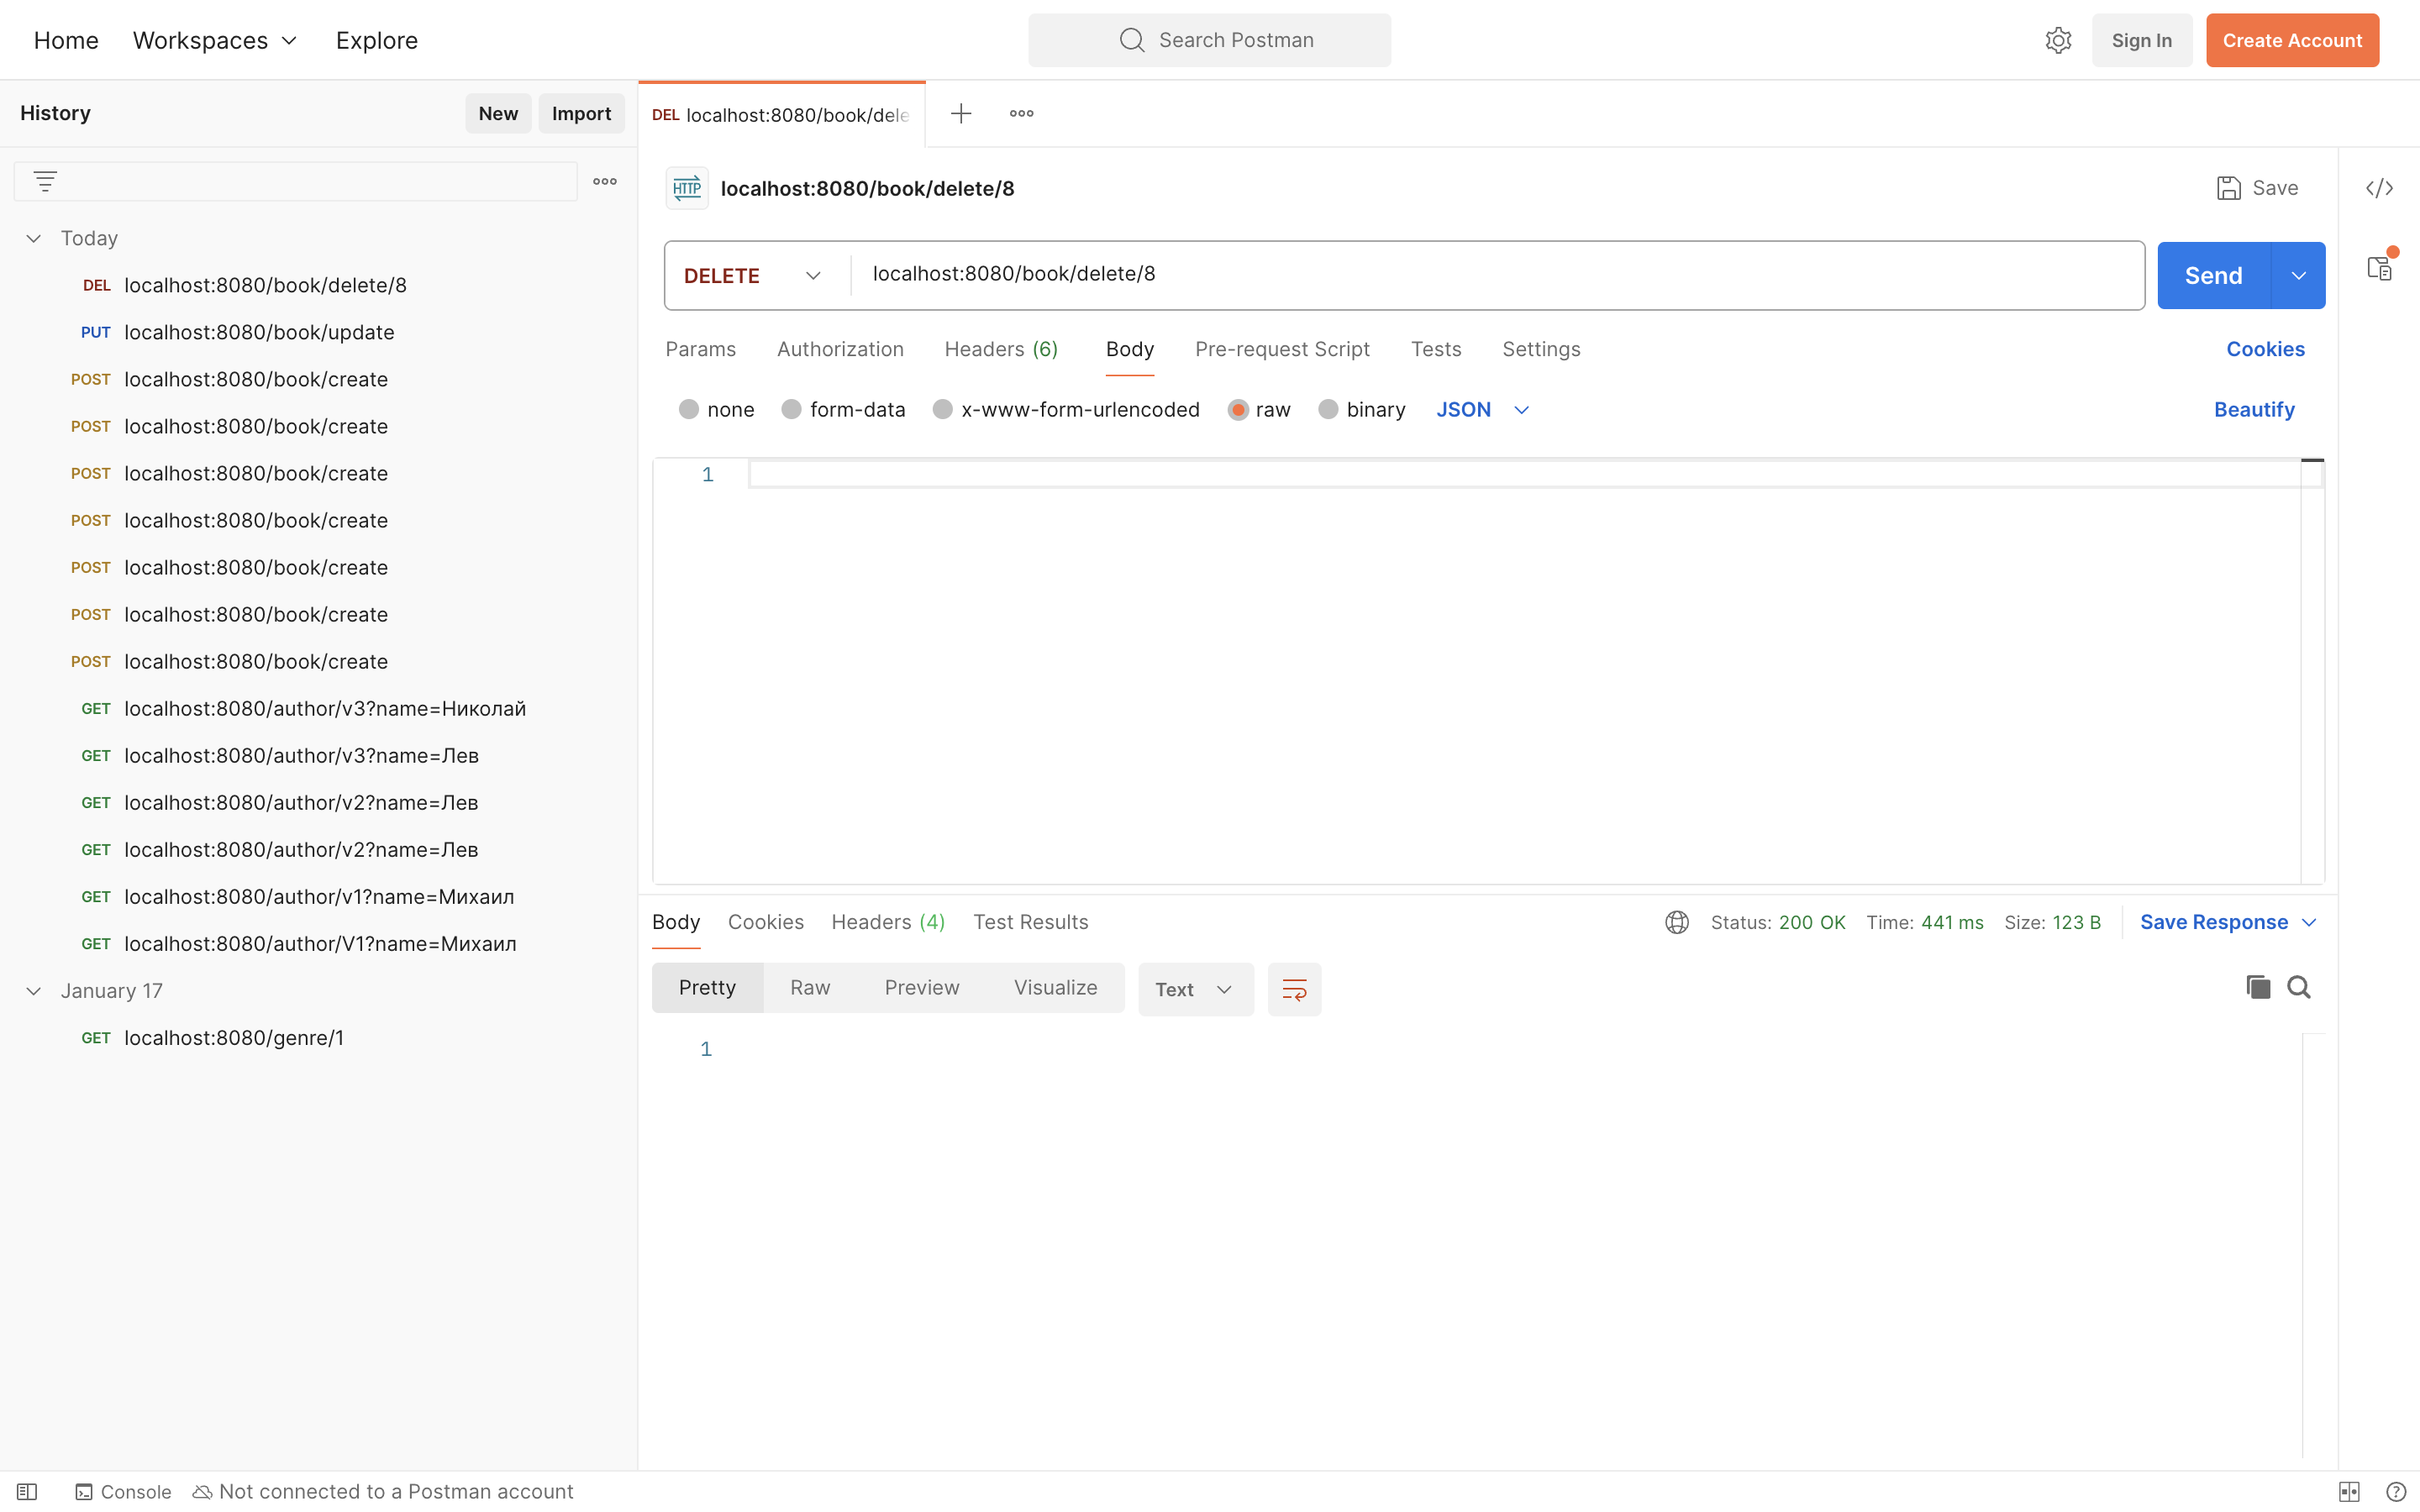 Home Workspaces Explore Search Postman Sign In Create Account
History New Import
DEL localhost:8080/book/dele
HTTP localhost:8080/book/delete/8 Save
Today
DEL localhost:8080/book/delete/8
PUT localhost:8080/book/update
POST localhost:8080/book/create
POST localhost:8080/book/create
POST localhost:8080/book/create
POST localhost:8080/book/create
POST localhost:8080/book/create
POST localhost:8080/book/create
POST localhost:8080/book/create
GET localhost:8080/author/v3?name=Николай
GET localhost:8080/author/v3?name=Лев
GET localhost:8080/author/v2?name=Лев
GET localhost:8080/author/v2?name=Лев
GET localhost:8080/author/v1?name=Михаил
GET localhost:8080/author/V1?name=Михаил
January 17
GET localhost:8080/genre/1
DELETE localhost:8080/book/delete/8 Send
Params Authorization Headers (6) Body Pre-request Script Tests Settings Cookies
none form-data x-www-form-urlencoded raw binary JSON Beautify
1
Body Cookies Headers (4) Test Results Status: 200 OK Time: 441 ms Size: 123 B Save Response
Pretty Raw Preview Visualize Text
1
Console Not connected to a Postman account